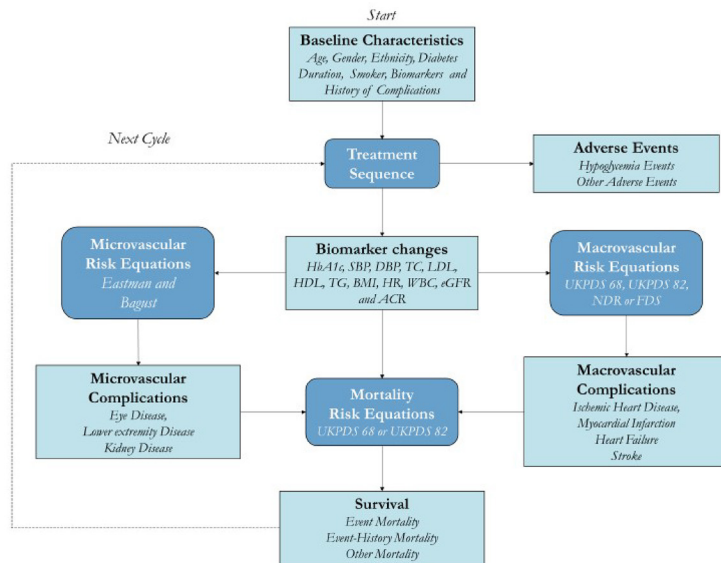 Start
Baseline Characteristics
Age, Gender, Ethnicity, Diabetes
Duration, Smoker, Biomarkers and
History of Complications
Next Cycle
Treatment
Sequence
Adverse Events
Hypoglycemia Events
Other Adverse Events
Microvascular
Risk Equations
Eastman and
Bagust
Biomarker changes
HbA1c, SBP, DBP, TC, LDL,
HDL, TG, BMI, HR, WBC, eGFR
and ACR
Macrovascular
Risk Equations
UKPDS 68, UKPDS 82,
NDR or FDS
Microvascular
Complications
Eye Disease,
Lower extremity Disease
Kidney Disease
Mortality
Risk Equations
UKPDS 68 or UKPDS 82
Macrovascular
Complications
Ischemic Heart Disease,
Myocardial Infarction
Heart Failure
Stroke
Survival
Event Mortality
Event-History Mortality
Other Mortality